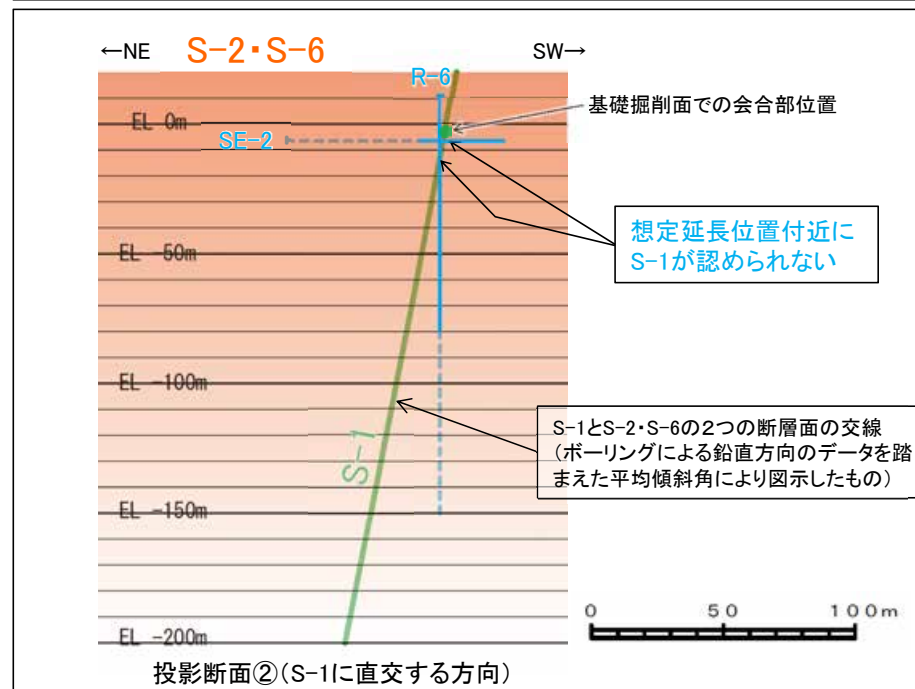 ←NE S-2・S-6 SW→
R-6
基礎掘削面での会合部位置
EL 0m
SE-2
想定延長位置付近に
S-1が認められない
EL -50m
EL -100m
S-1とS-2・S-6の2つの断層面の交線
(ボーリングによる鉛直方向のデータを踏
まえた平均傾斜角により図示したもの)
S-1
EL -150m
0 50 100m
EL -200m
投影断面②(S-1に直交する方向)